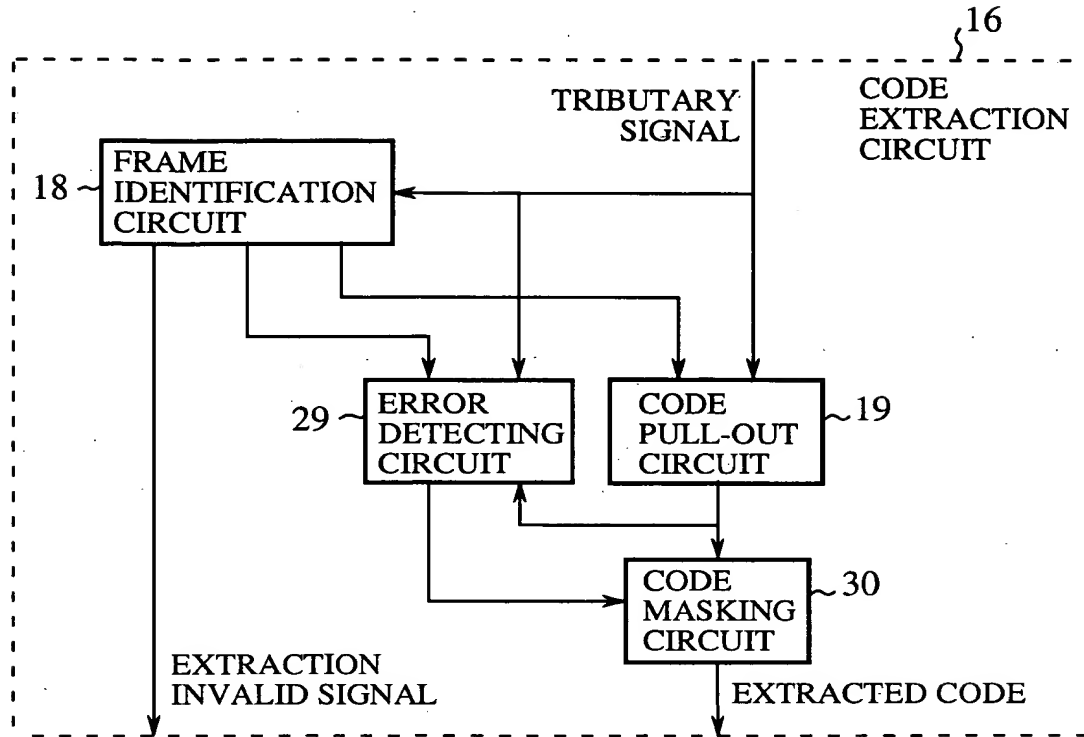 16
TRIBUTARY
SIGNAL
CODE
EXTRACTION
CIRCUIT
18
FRAME
IDENTIFICATION
CIRCUIT
29
ERROR
DETECTING
CIRCUIT
CODE
PULL-OUT
CIRCUIT
19
CODE
MASKING
CIRCUIT
30
EXTRACTION
INVALID SIGNAL
EXTRACTED CODE